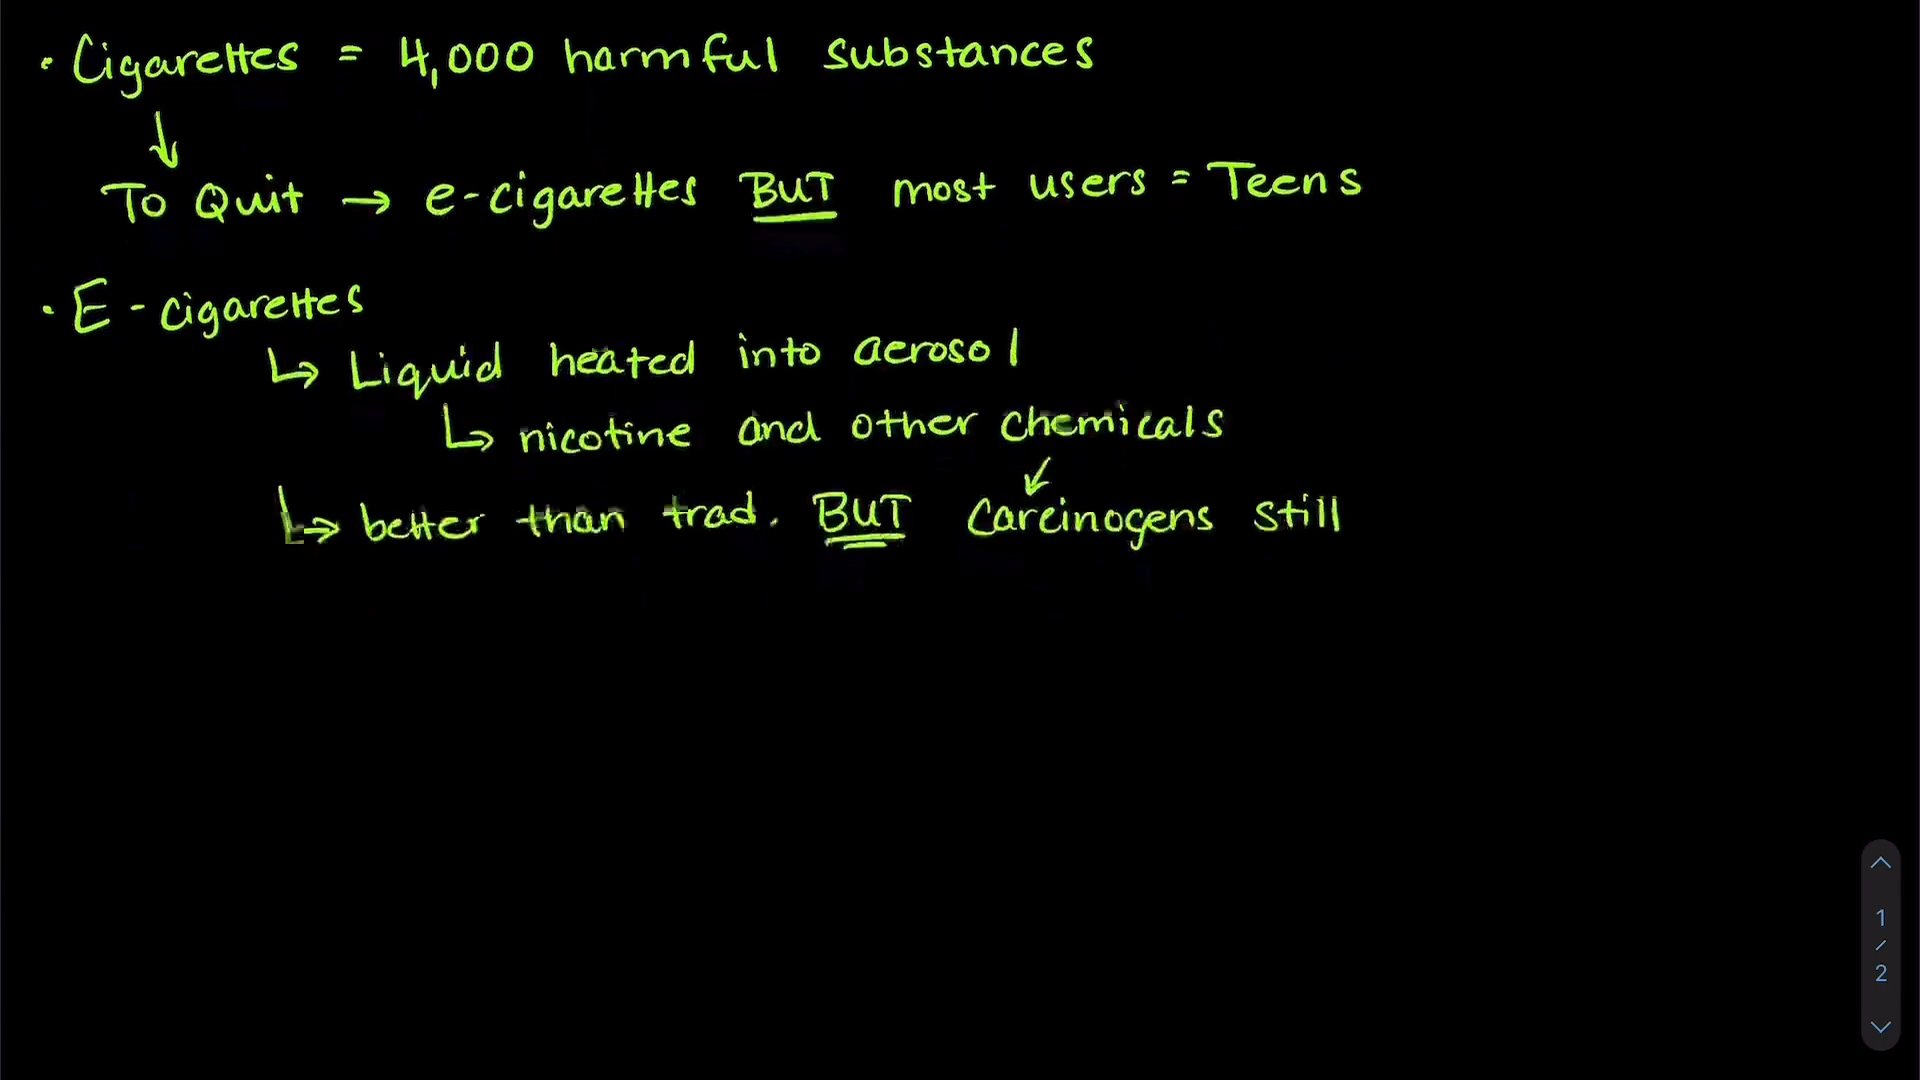 • Cigarettes = 4,000 harmful substances
↓
To Quit → e-cigarettes BUT most users = Teens
• E-cigarettes
↳ Liquid heated into aerosol
↳ nicotine and other chemicals
↙
↳ better than trad. BUT carcinogens still
1
/
2